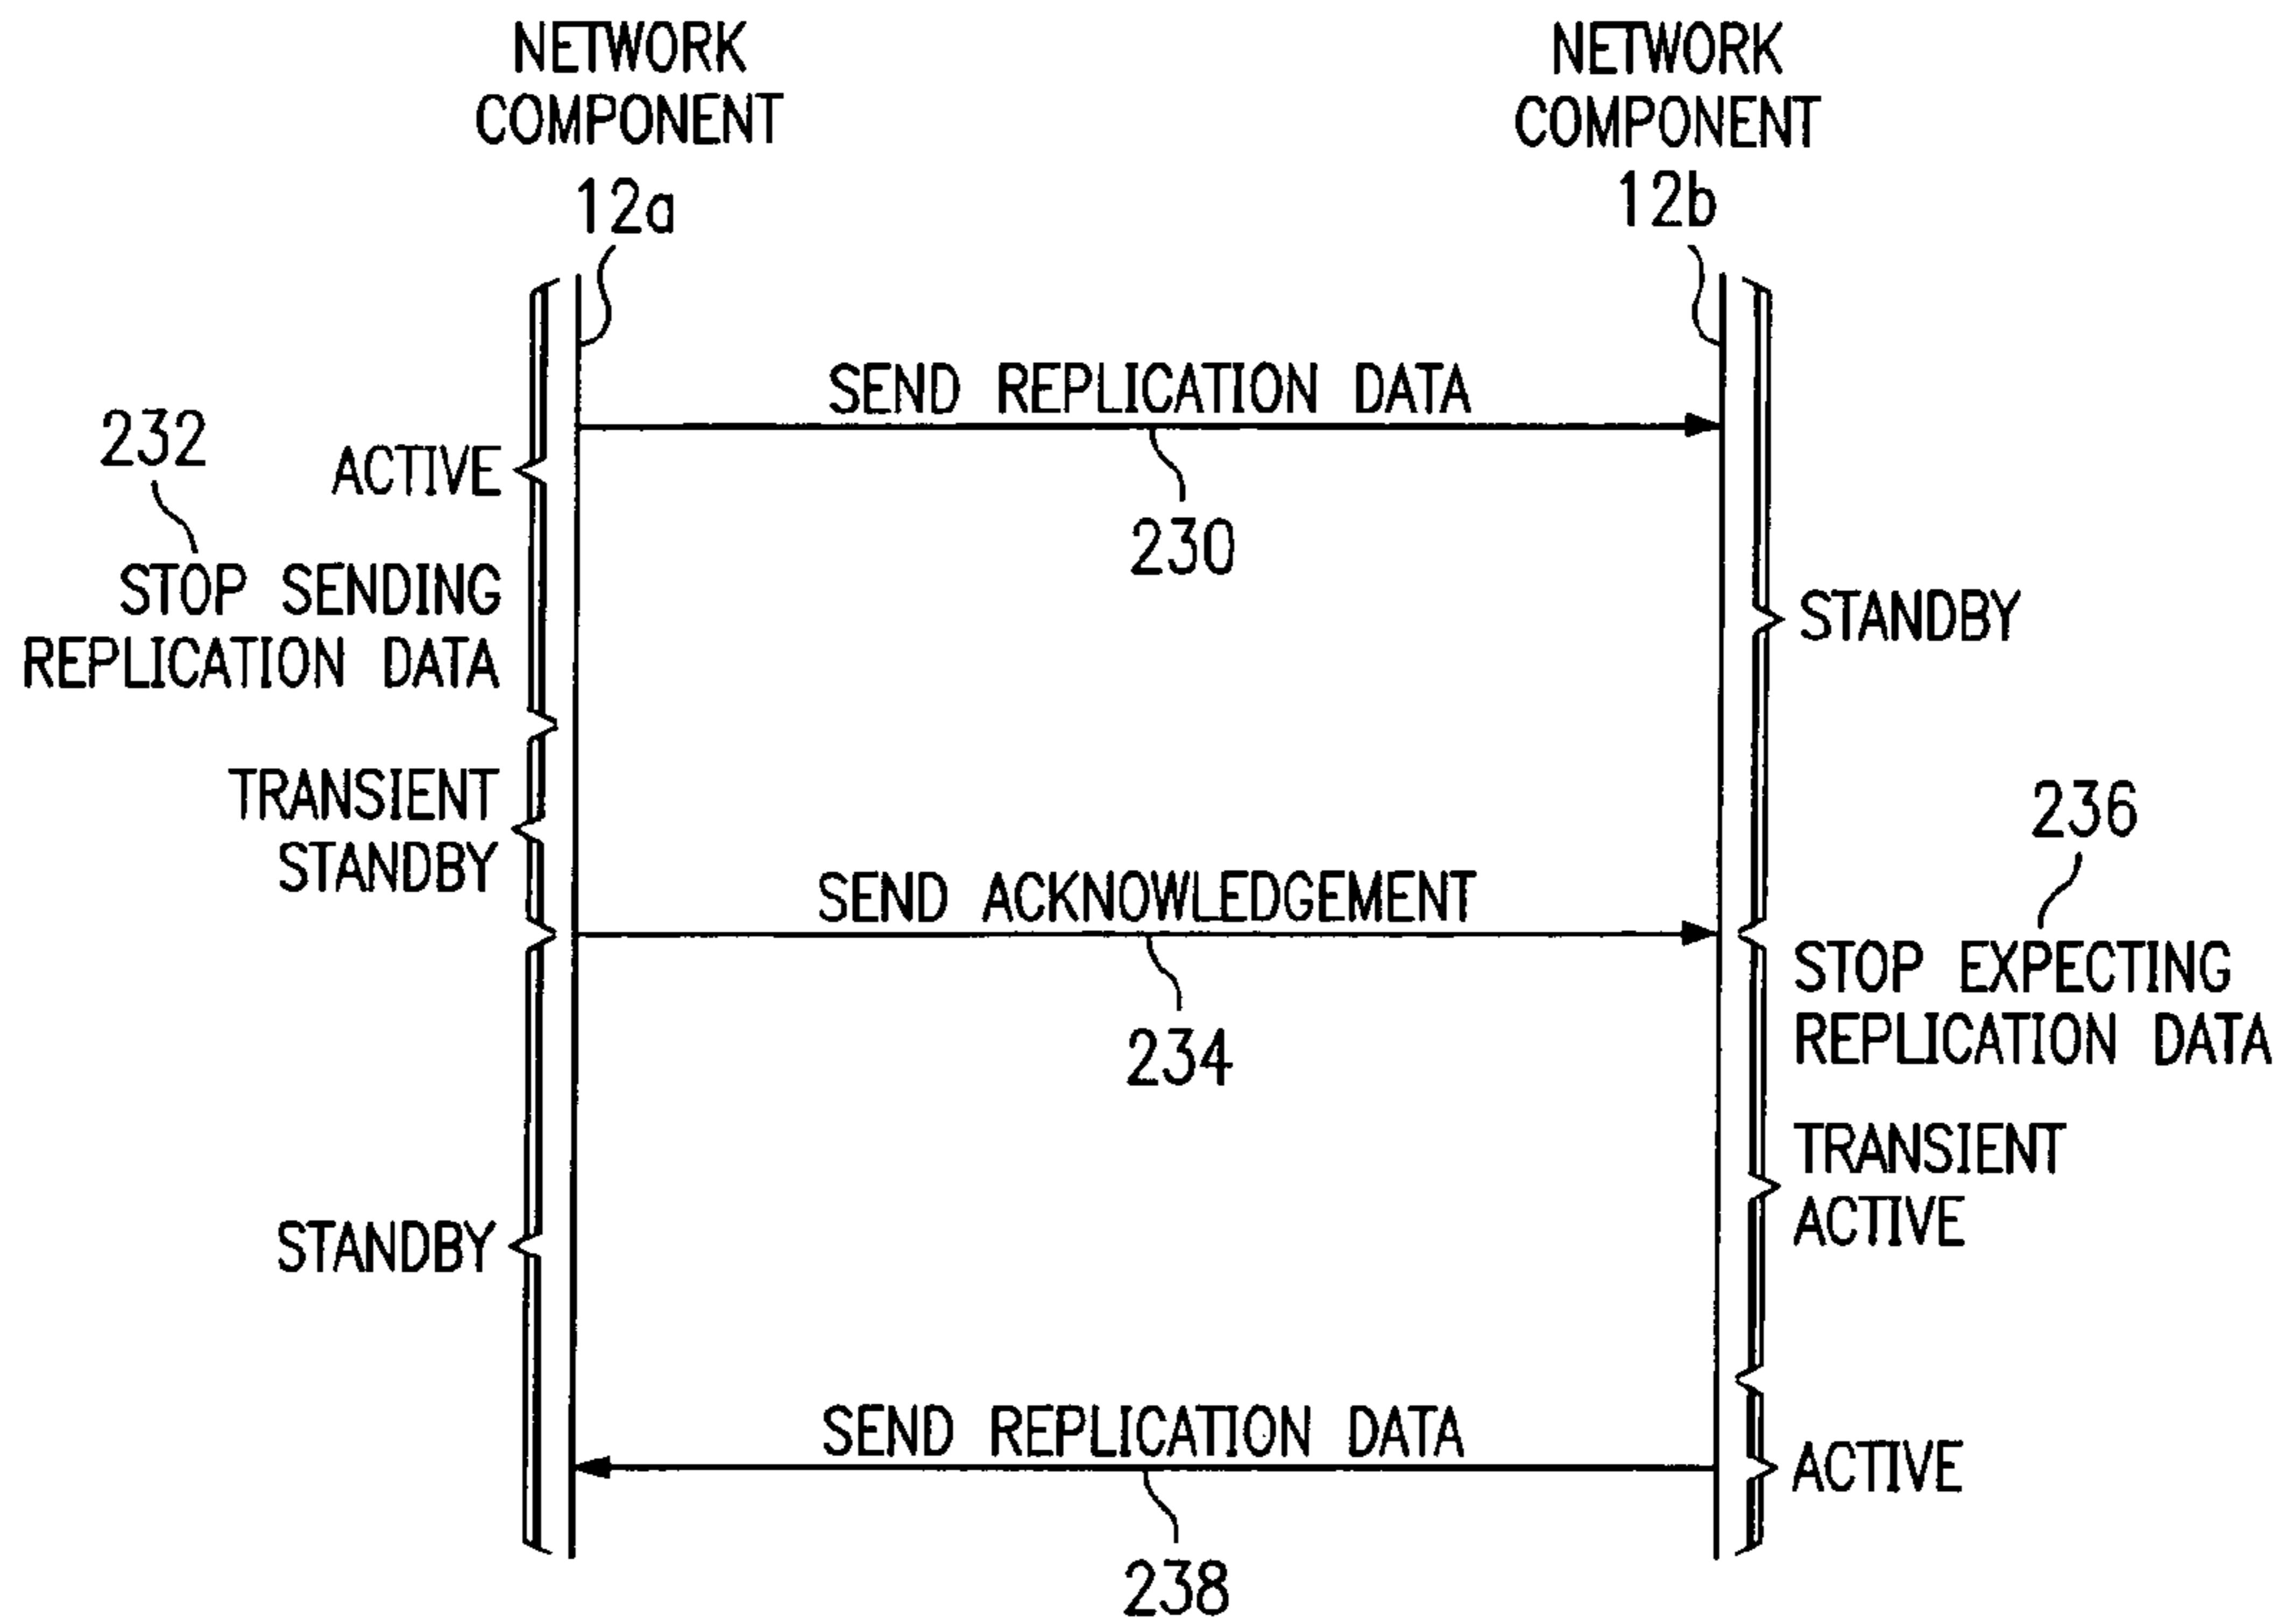 NETWORK
COMPONENT
12a
NETWORK
COMPONENT
12b
SEND REPLICATION DATA
230
232
ACTIVE
STOP SENDING
REPLICATION DATA
STANDBY
TRANSIENT
STANDBY
236
SEND ACKNOWLEDGEMENT
234
STOP EXPECTING
REPLICATION DATA
TRANSIENT
ACTIVE
STANDBY
SEND REPLICATION DATA
238
ACTIVE